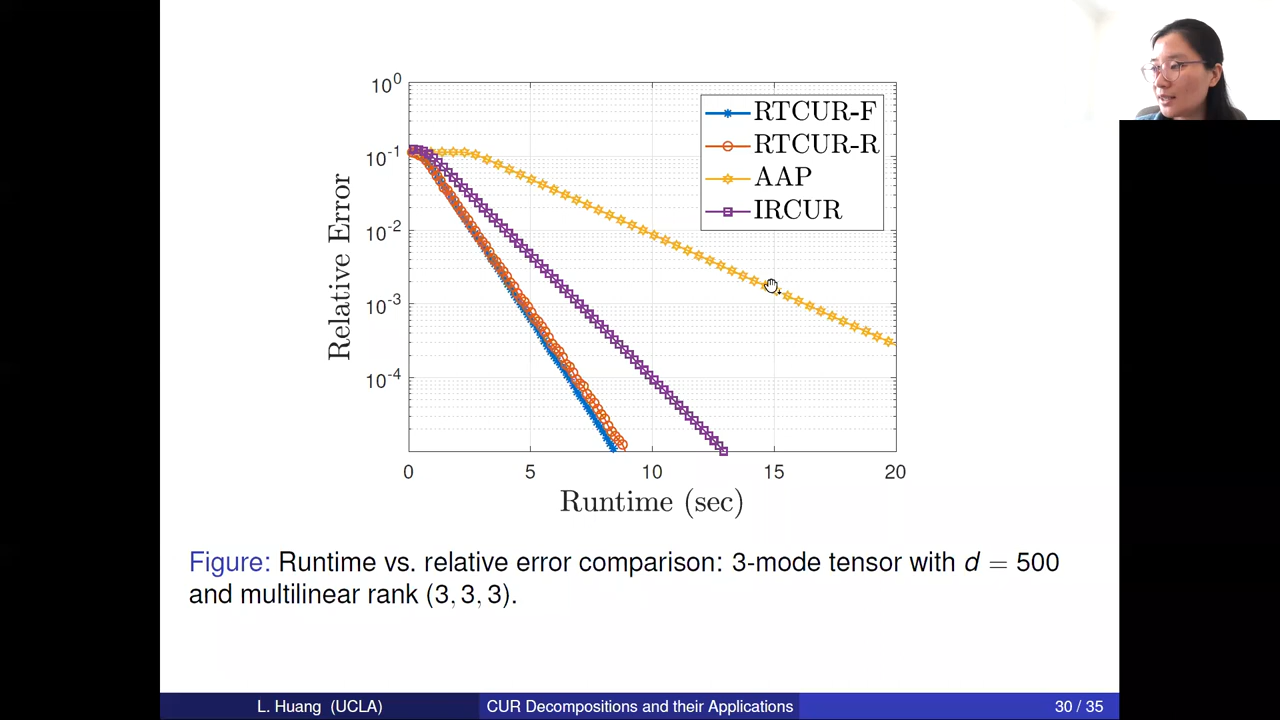 10^0
10^-1
10^-2
10^-3
10^-4
Relative Error
RTCUR-F
RTCUR-R
AAP
IRCUR
0 5 10 15 20
Runtime (sec)
Figure: Runtime vs. relative error comparison: 3-mode tensor with d = 500
and multilinear rank (3, 3, 3).
L. Huang (UCLA) CUR Decompositions and their Applications 30 / 35